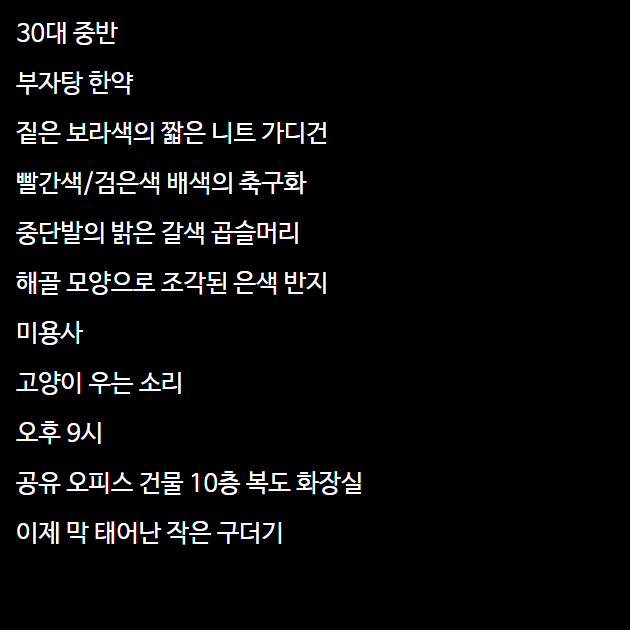 30대 중반
부자탕 한약
짙은 보라색의 짧은 니트 가디건
빨간색/검은색 배색의 축구화
중단발의 밝은 갈색 곱슬머리
해골 모양으로 조각된 은색 반지
미용사
고양이 우는 소리
오후 9시
공유 오피스 건물 10층 복도 화장실
이제 막 태어난 작은 구더기